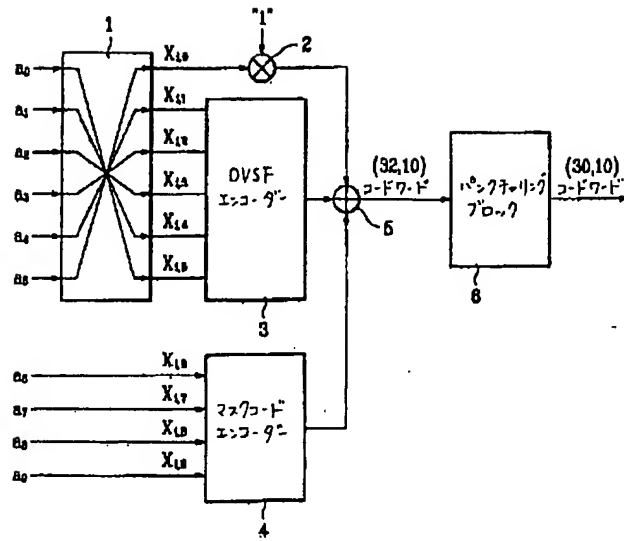 "1"
1
2
a₀
X₁.₀
a₁
X₁.₁
a₂
X₁.₂
a₃
X₁.₃
a₄
X₁.₄
a₅
X₁.₅
OVSF
エンコーダー
3
5
(32,10)
コードワード
パンクチャリング
ブロック
6
(30,10)
コードワード
a₆
X₁.₆
a₇
X₁.₇
a₈
X₁.₈
a₉
マスクコード
エンコーダー
4